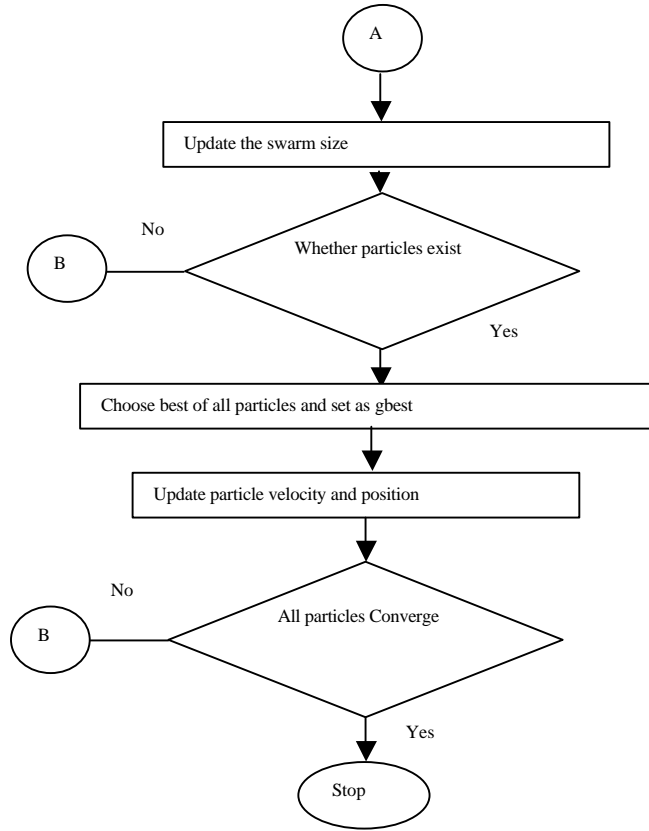 A
Update the swarm size
No
Whether particles exist
B
Yes
Choose best of all particles and set as gbest
Update particle velocity and position
No
All particles Converge
B
Yes
Stop